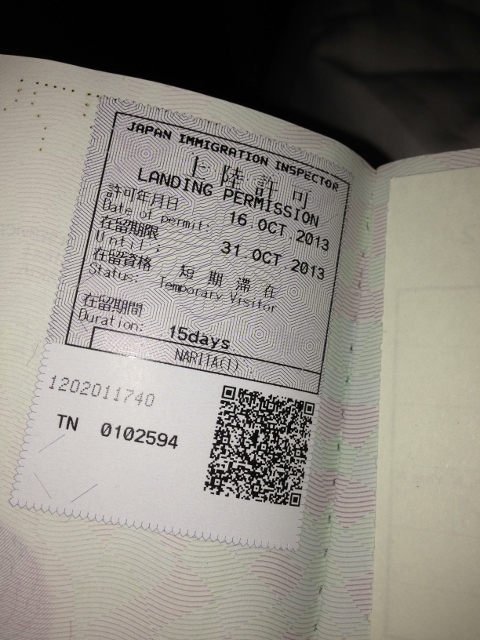 JAPAN IMMIGRATION INSPECTOR
上陸許可
LANDING PERMISSION
許可年月日
Date of permit: 16.OCT.2013
在留期限
Until: 31.OCT.2013
在留資格 短期滞在
Status: Temporary Visitor
在留期間
Duration: 15days
NARITA(1)
1202011740
TN 0102594